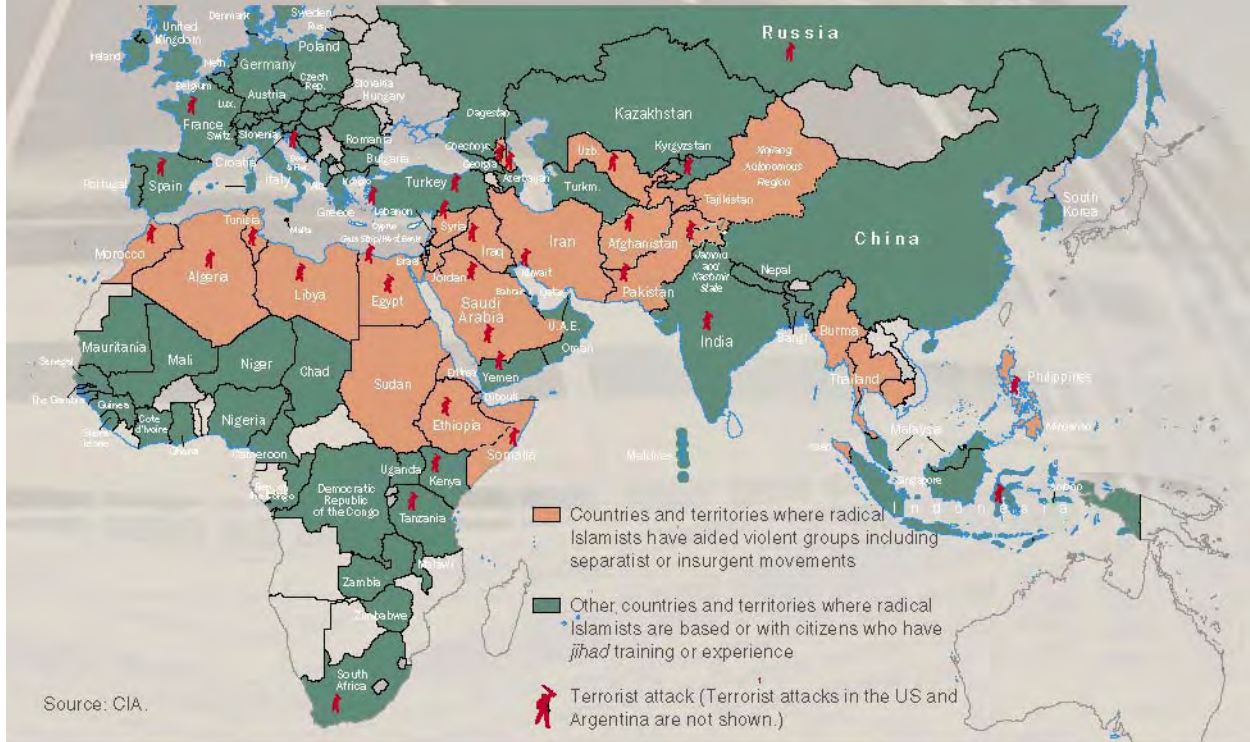 Denmark
Sweden
Rus.
United
Kingdom
Ireland
Neth.
Poland
Germany
Belgium
Czech
Rep.
Lux.
Austria
Slovakia
Hungary
France
Switz.
Slovenia
Romania
Croatia
Bulgaria
Portugal
Spain
Italy
Alb.
Kosovo
Greece
Turkey
Malta
Cyprus
Lebanon
Israel
Russia
Kazakhstan
Dagestan
Chechnya
Georgia
Azerbaijan
Uzb.
Kyrgyzstan
Turkm.
Tajikistan
Xinjiang
Autonomous
Region
South
Korea
China
Morocco
Algeria
Tunisia
Libya
Egypt
Syria
Iraq
Jordan
Iran
Kuwait
Bahrain
Qatar
Saudi
Arabia
U.A.E.
Oman
Yemen
Afghanistan
Pakistan
Jammu
and
Kashmir
State
Nepal
India
Bangl.
Burma
Thailand
Philippines
Mindanao
Malaysia
Singapore
Indonesia
Maldives
Mauritania
Mali
Niger
Chad
Sudan
Eritrea
Djibouti
Ethiopia
Somalia
Senegal
The Gambia
Guinea
Sierra
Leone
Cote
d'Ivoire
Ghana
Nigeria
Cameroon
Democratic
Republic
of the Congo
Uganda
Kenya
Tanzania
Malawi
Zambia
Zimbabwe
South
Africa
Countries and territories where radical
Islamists have aided violent groups including
separatist or insurgent movements
Other countries and territories where radical
Islamists are based or with citizens who have
jihad training or experience
Terrorist attack (Terrorist attacks in the US and
Argentina are not shown.)
Source: CIA.